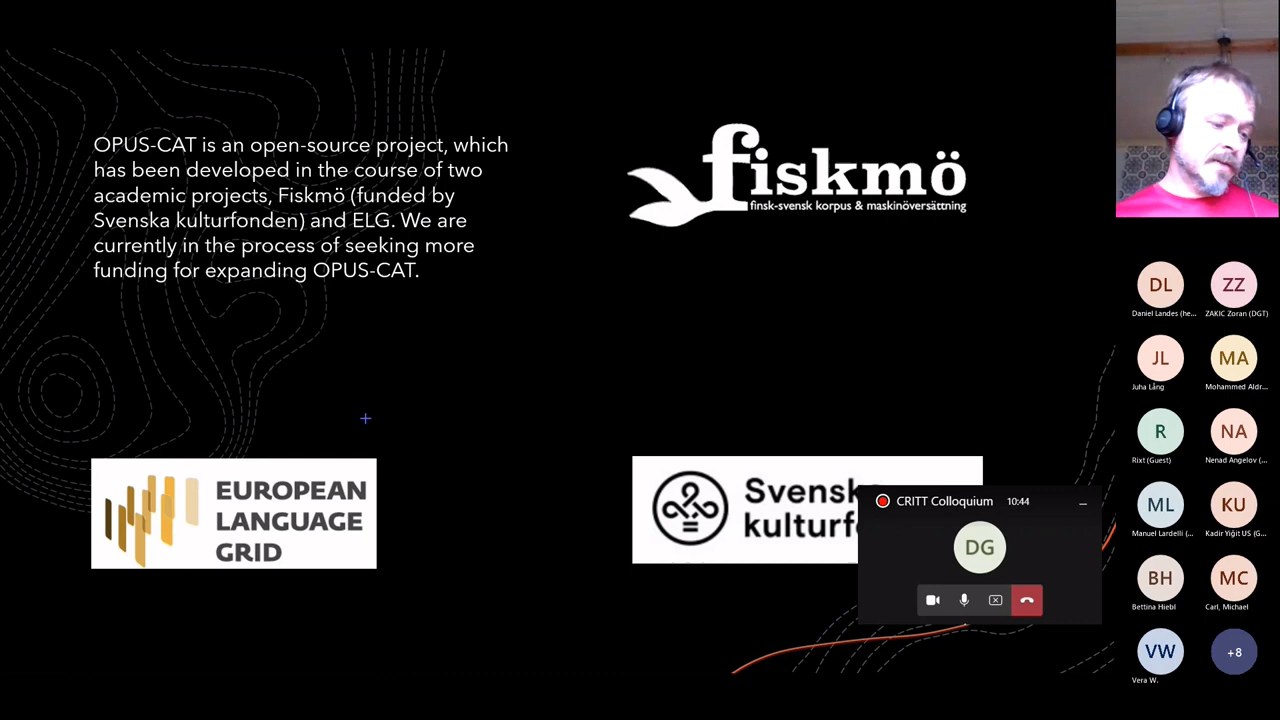 OPUS-CAT is an open-source project, which
has been developed in the course of two
academic projects, Fiskmö (funded by
Svenska kulturfonden) and ELG. We are
currently in the process of seeking more
funding for expanding OPUS-CAT.
fiskmö
finsk-svensk korpus & maskinöversättning
EUROPEAN
LANGUAGE
GRID
Svenska
kulturfo
CRITT Colloquium 10:44
DG
DL ZZ
Daniel Landes (he... ZAKIC Zoran (DGT)
JL MA
Juha Lång Mohammed Aldr...
R NA
Rixt (Guest) Nenad Angelov (...
ML KU
Manuel Lardelli (... Kadir Yiğit US (G...
BH MC
Bettina Hiebl Carl, Michael
VW +8
Vera W.